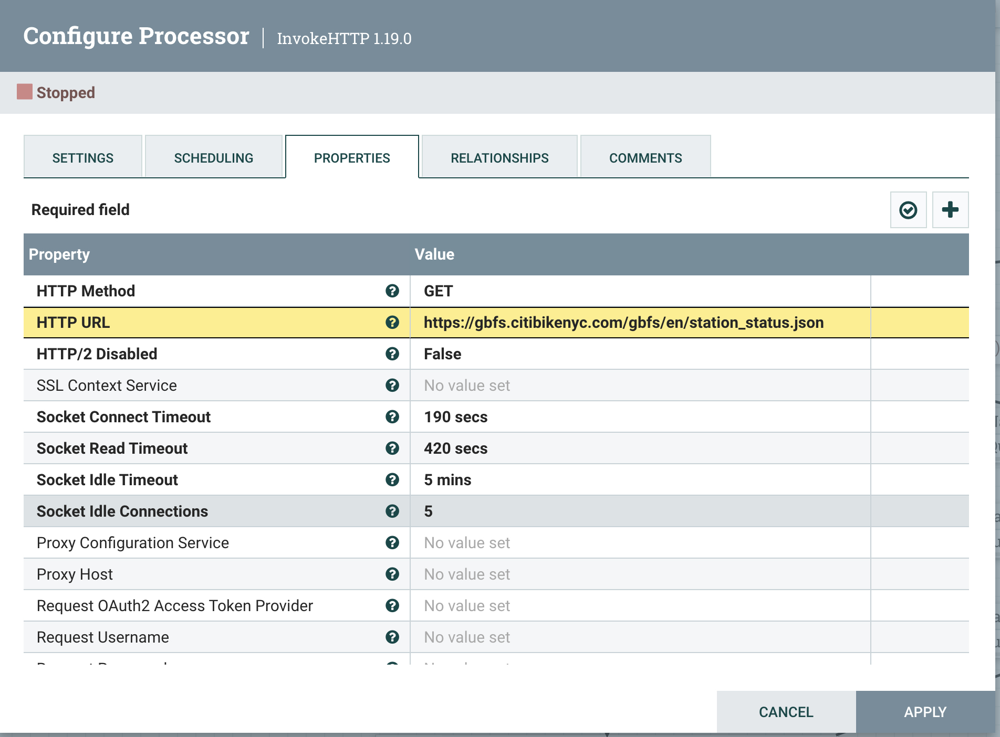 Configure Processor | InvokeHTTP 1.19.0
Stopped
SETTINGS SCHEDULING PROPERTIES RELATIONSHIPS COMMENTS
Required field
Property Value
HTTP Method GET
HTTP URL https://gbfs.citibikenyc.com/gbfs/en/station_status.json
HTTP/2 Disabled False
SSL Context Service No value set
Socket Connect Timeout 190 secs
Socket Read Timeout 420 secs
Socket Idle Timeout 5 mins
Socket Idle Connections 5
Proxy Configuration Service No value set
Proxy Host No value set
Request OAuth2 Access Token Provider No value set
Request Username No value set
CANCEL APPLY